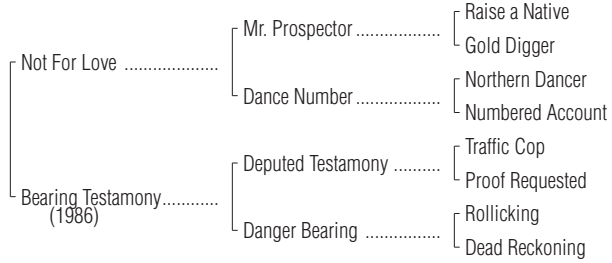 Raise a Native
Mr. Prospector ..................
Gold Digger
Not For Love ....................
Northern Dancer
Dance Number ..................
Numbered Account
Traffic Cop
Deputed Testamony ..........
Proof Requested
Bearing Testamony............
(1986)
Rollicking
Danger Bearing ................
Dead Reckoning